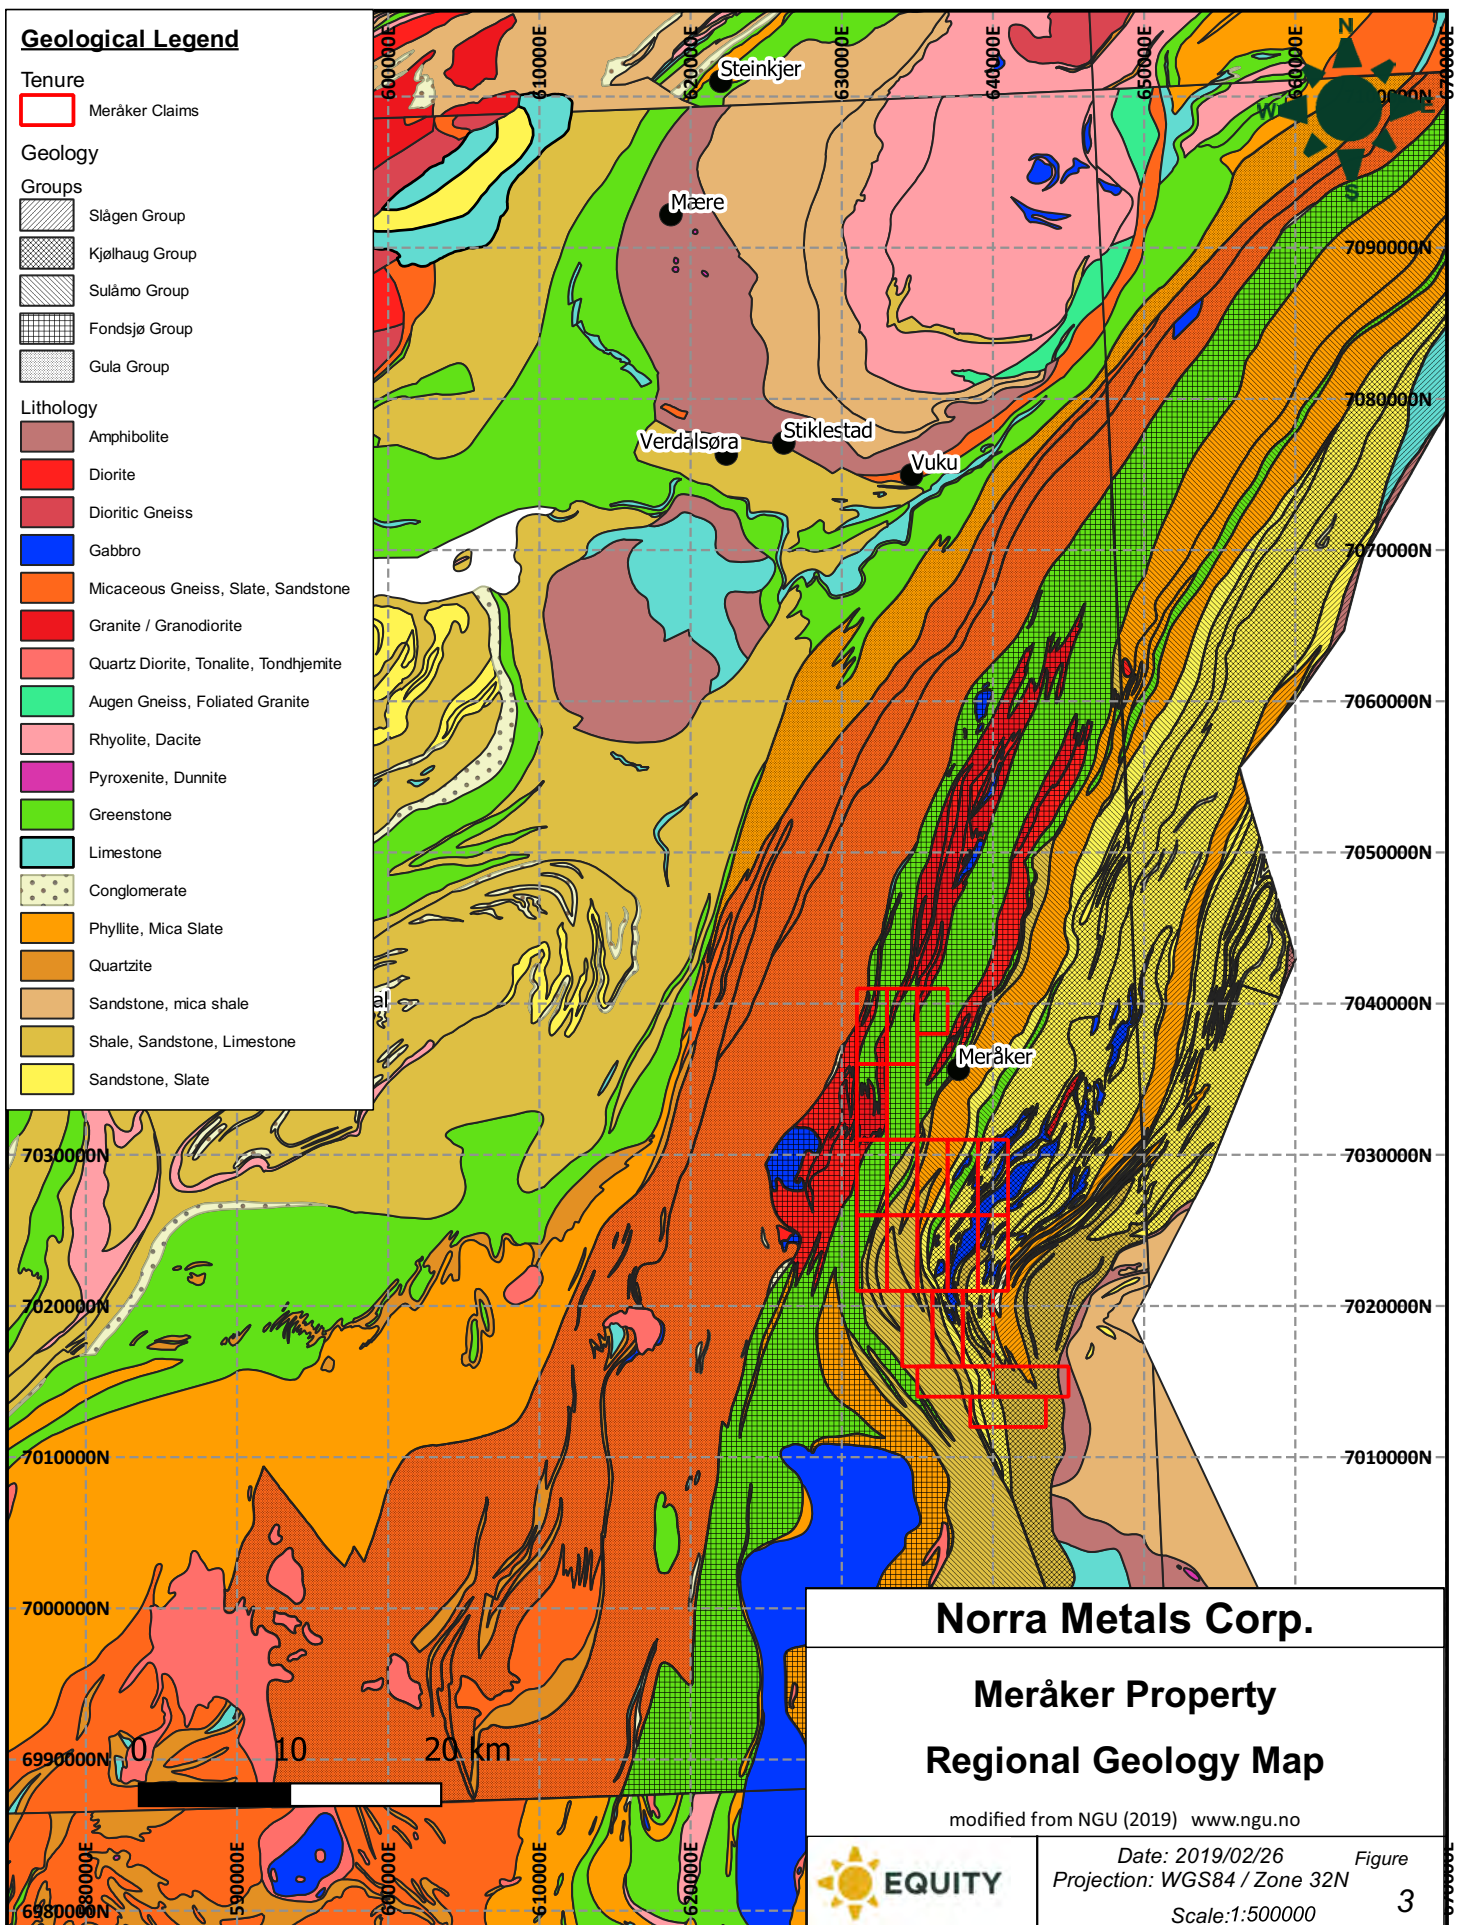 Geological Legend
Tenure
Meråker Claims
Geology
Groups
Slågen Group
Kjølhaug Group
Sulåmo Group
Fondsjø Group
Gula Group
Lithology
Amphibolite
Diorite
Dioritic Gneiss
Gabbro
Micaceous Gneiss, Slate, Sandstone
Granite / Granodiorite
Quartz Diorite, Tonalite, Tondhjemite
Augen Gneiss, Foliated Granite
Rhyolite, Dacite
Pyroxenite, Dunnite
Greenstone
Limestone
Conglomerate
Phyllite, Mica Slate
Quartzite
Sandstone, mica shale
Shale, Sandstone, Limestone
Sandstone, Slate
600000E
610000E
620000E
630000E
640000E
650000E
660000E
670000E
N
W
E
S
Steinkjer
Mære
Verdalsøra
Stiklestad
Vuku
al
Meråker
7090000N
7080000N
7070000N
7060000N
7050000N
7040000N
7030000N
7030000N
7020000N
7020000N
7010000N
7010000N
7000000N
6990000N
6980000N
0 10 20 km
580000E
590000E
600000E
610000E
620000E
Norra Metals Corp.
Meråker Property
Regional Geology Map
modified from NGU (2019) www.ngu.no
EQUITY
Date: 2019/02/26
Projection: WGS84 / Zone 32N
Scale:1:500000
Figure
3